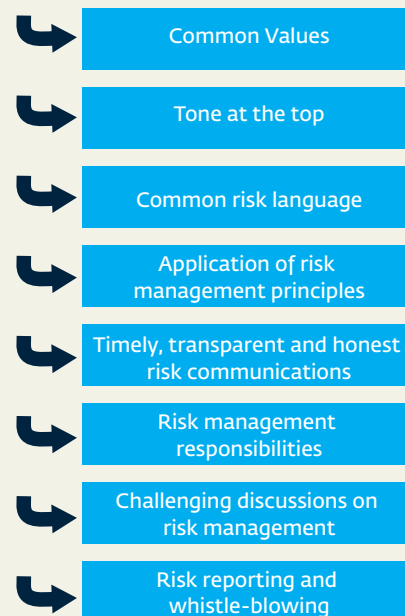 Common Values
Tone at the top
Common risk language
Application of risk
management principles
Timely, transparent and honest
risk communications
Risk management
responsibilities
Challenging discussions on
risk management
Risk reporting and
whistle-blowing